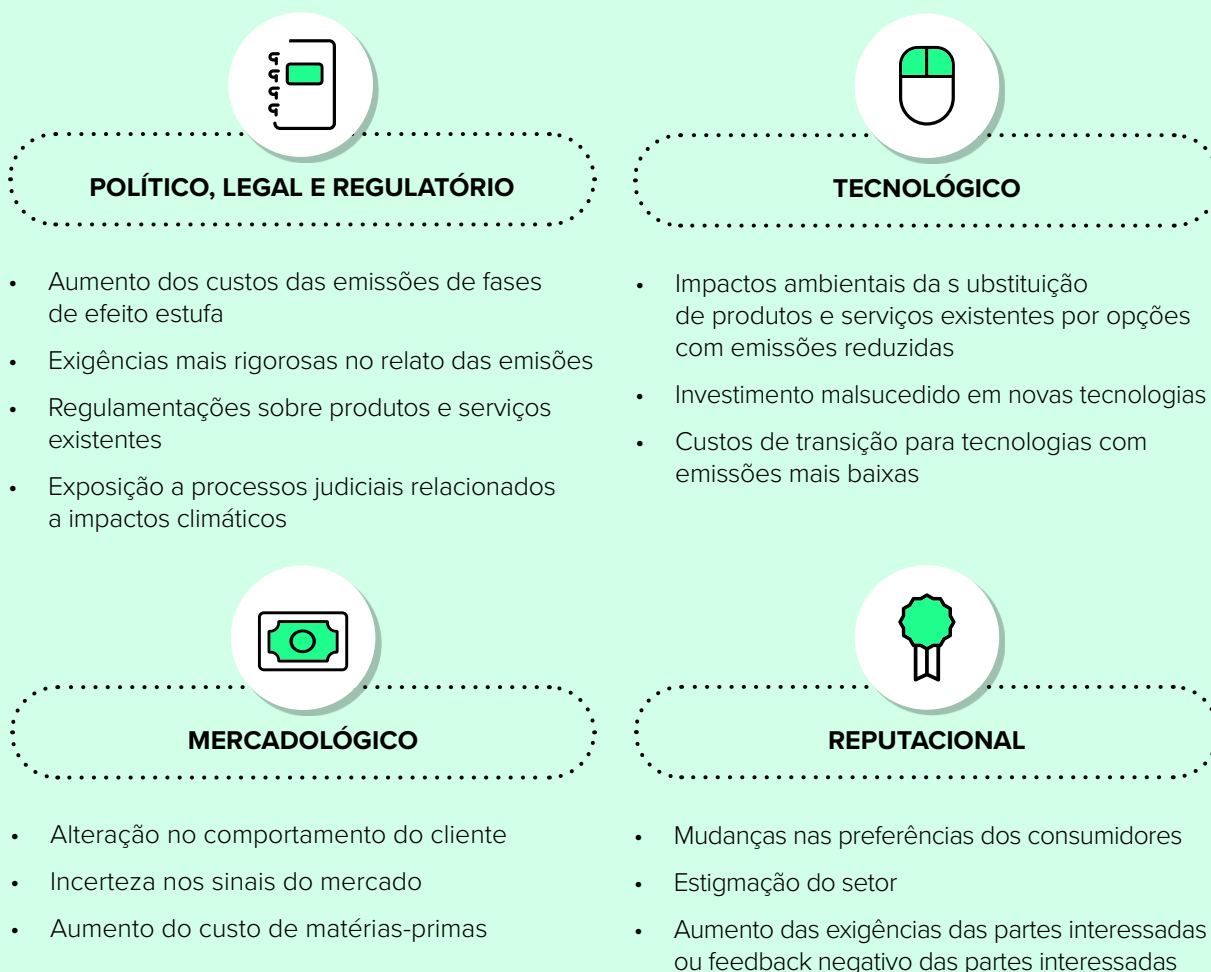 POLÍTICO, LEGAL E REGULATÓRIO
• Aumento dos custos das emissões de fases
de efeito estufa
• Exigências mais rigorosas no relato das emisões
• Regulamentações sobre produtos e serviços
existentes
• Exposição a processos judiciais relacionados
a impactos climáticos
TECNOLÓGICO
• Impactos ambientais da s ubstituição
de produtos e serviços existentes por opções
com emissões reduzidas
• Investimento malsucedido em novas tecnologias
• Custos de transição para tecnologias com
emissões mais baixas
MERCADOLÓGICO
• Alteração no comportamento do cliente
• Incerteza nos sinais do mercado
• Aumento do custo de matérias-primas
REPUTACIONAL
• Mudanças nas preferências dos consumidores
• Estigmação do setor
• Aumento das exigências das partes interessadas
ou feedback negativo das partes interessadas